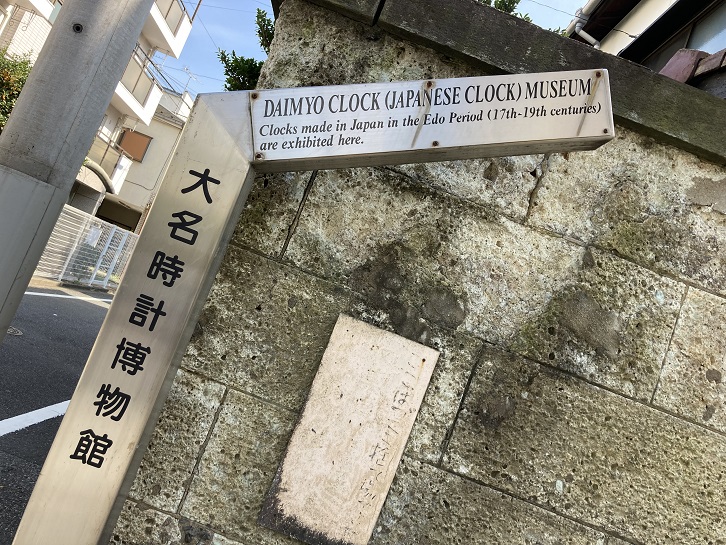 DAIMYO CLOCK (JAPANESE CLOCK) MUSEUM
Clocks made in Japan in the Edo Period (17th-19th centuries)
are exhibited here.
大名時計博物館